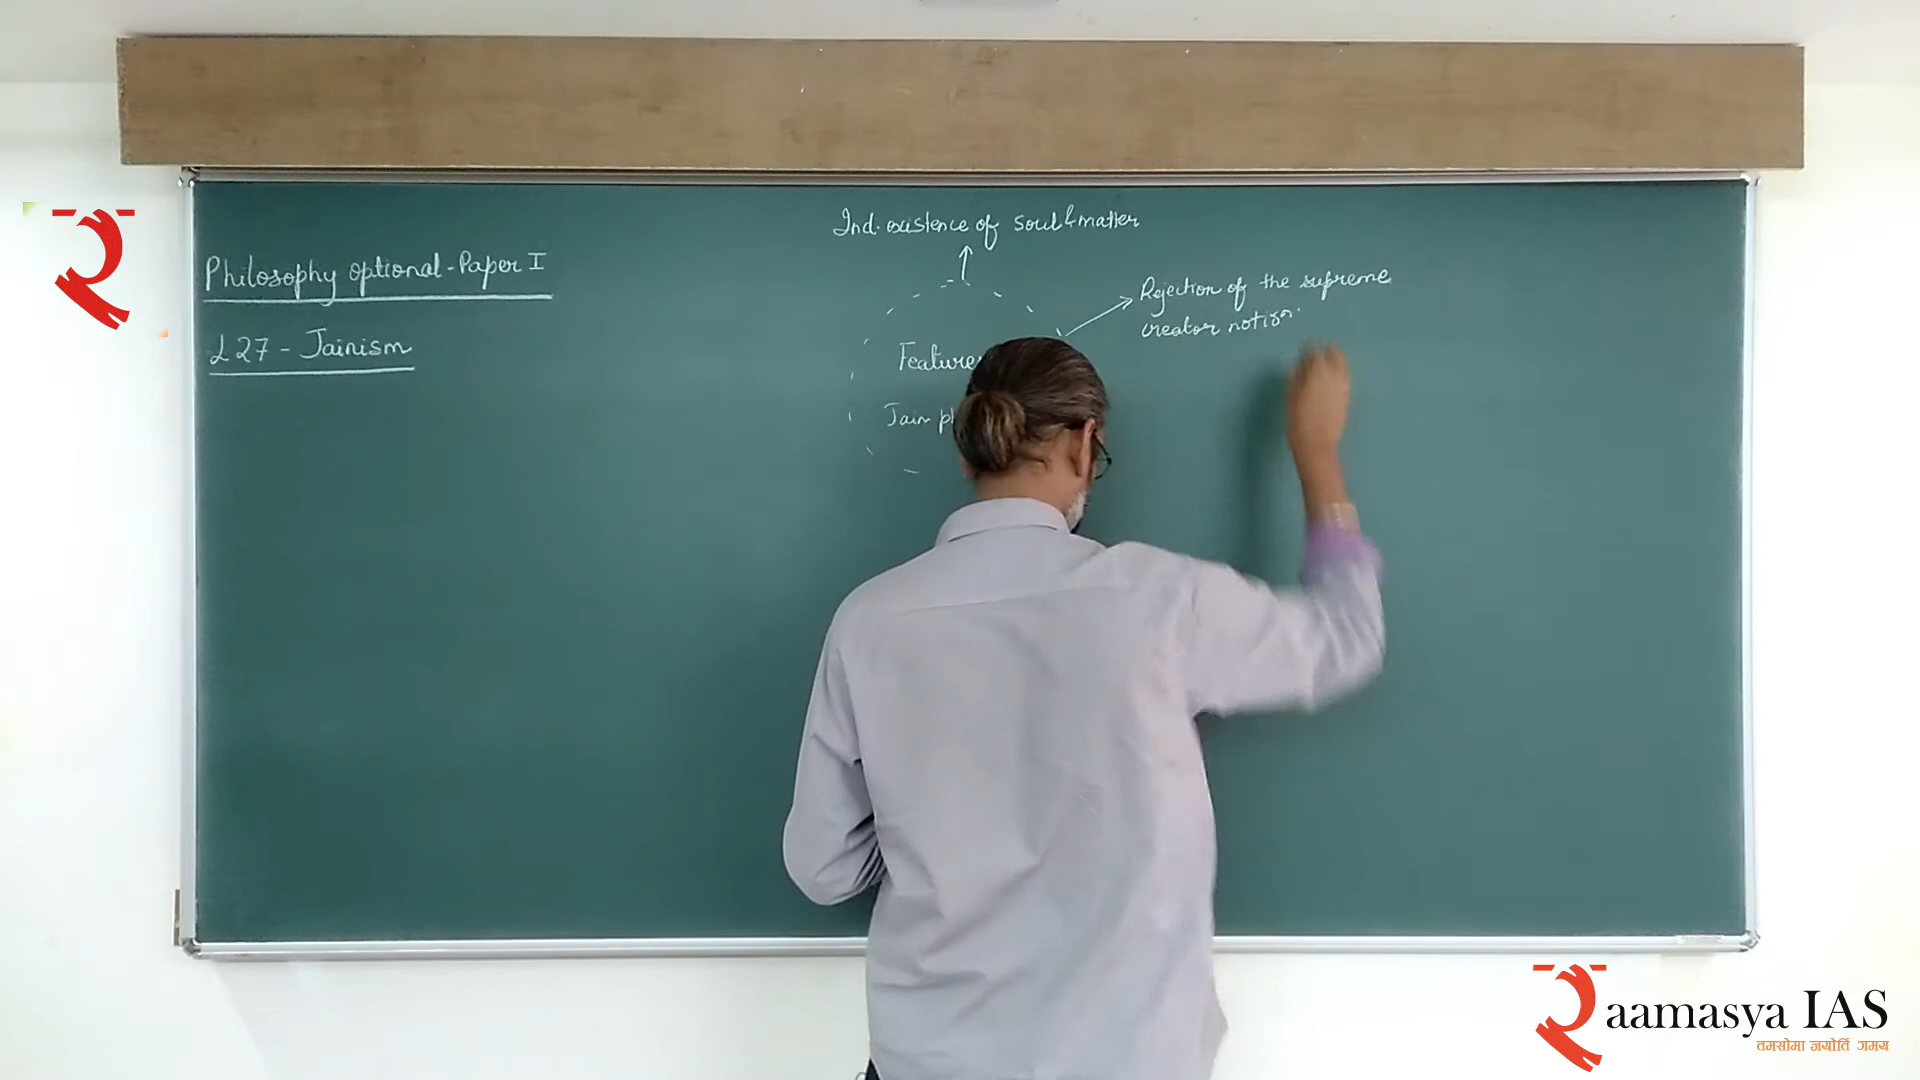 Philosophy optional - Paper I
L27 - Jainism
Ind. existence of soul & matter
Rejection of the supreme
creator notion.
Feature
Jain
aamasya IAS
तमसोमा ज्योर्ति गमय